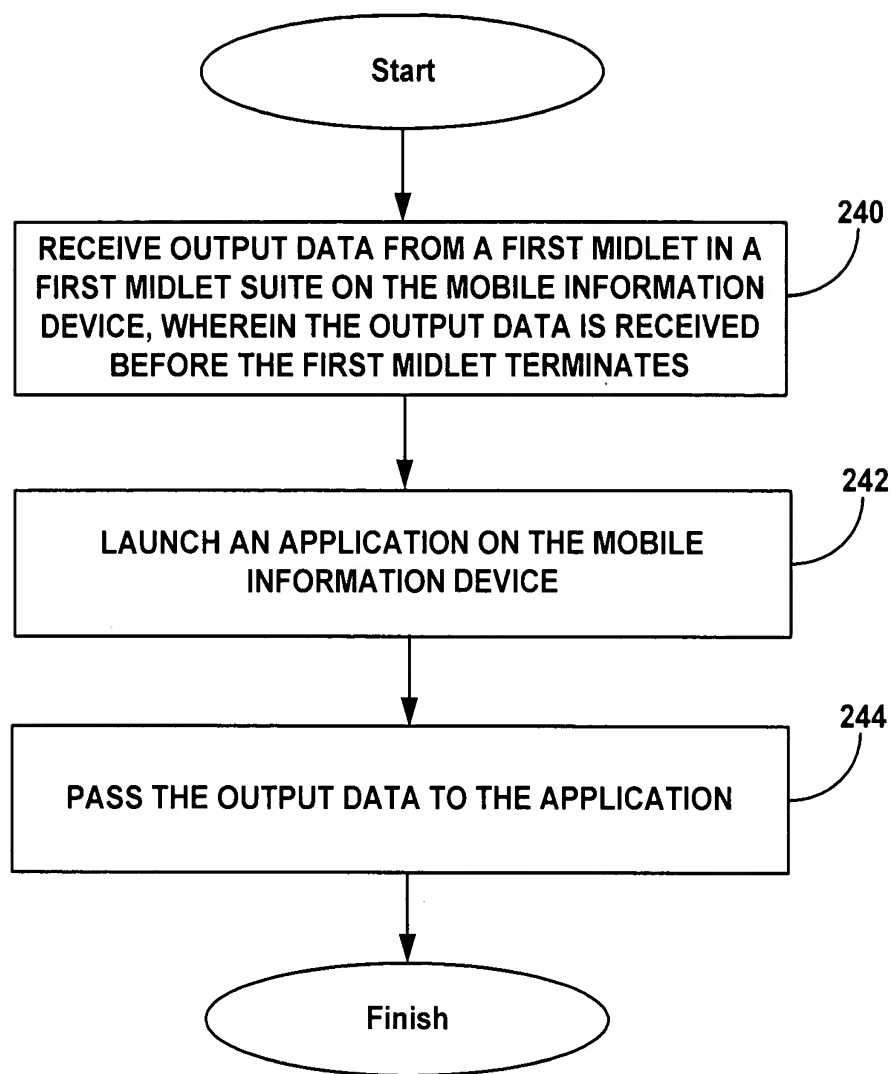 Start
240
RECEIVE OUTPUT DATA FROM A FIRST MIDLET IN A
FIRST MIDLET SUITE ON THE MOBILE INFORMATION
DEVICE, WHEREIN THE OUTPUT DATA IS RECEIVED
BEFORE THE FIRST MIDLET TERMINATES
242
LAUNCH AN APPLICATION ON THE MOBILE
INFORMATION DEVICE
244
PASS THE OUTPUT DATA TO THE APPLICATION
Finish